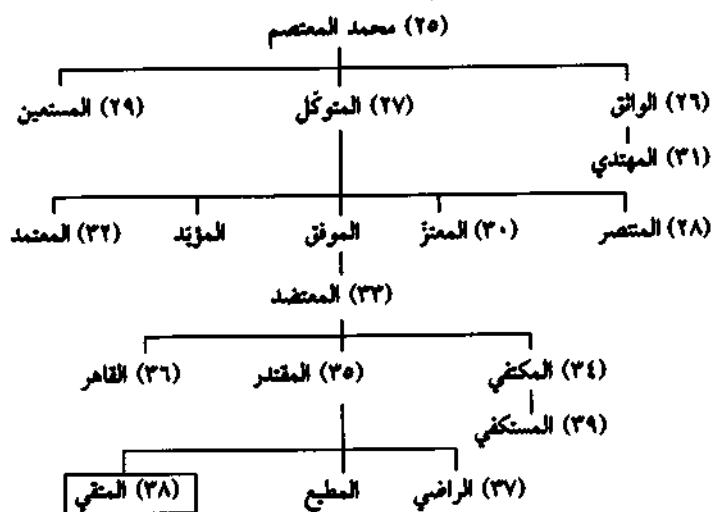 (٢٥) محمد المعتصم
(٢٦) الواثق (٢٧) المتوكّل (٢٩) المستعين
(٣١) المهتدي
(٢٨) المنتصر (٣٠) المعتزّ الموفق المؤيّد (٣٢) المعتمد
(٣٣) المعتضد
(٣٤) المكتفي (٣٥) المقتدر (٣٦) القاهر
(٣٩) المستكفي
(٣٧) الراضي المطيع (٣٨) المتقي